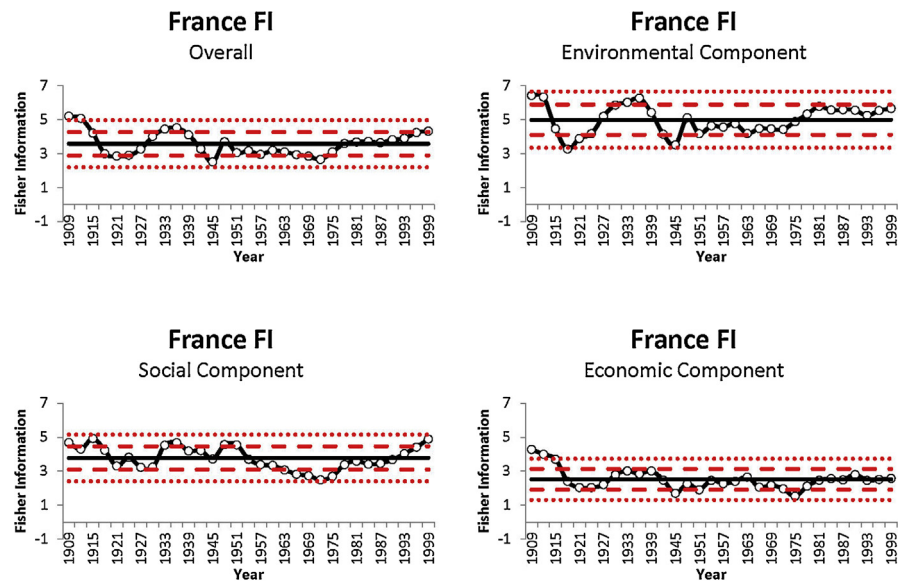 France FI
Overall
Fisher Information
7
5
3
1
-1
1909 1915 1921 1927 1933 1939 1945 1951 1957 1963 1969 1975 1981 1987 1993 1999
Year
France FI
Environmental Component
Fisher Information
7
5
3
1
-1
1909 1915 1921 1927 1933 1939 1945 1951 1957 1963 1969 1975 1981 1987 1993 1999
Year
France FI
Social Component
Fisher Information
7
5
3
1
-1
1909 1915 1921 1927 1933 1939 1945 1951 1957 1963 1969 1975 1981 1987 1993 1999
Year
France FI
Economic Component
Fisher Information
7
5
3
1
-1
1909 1915 1921 1927 1933 1939 1945 1951 1957 1963 1969 1975 1981 1987 1993 1999
Year